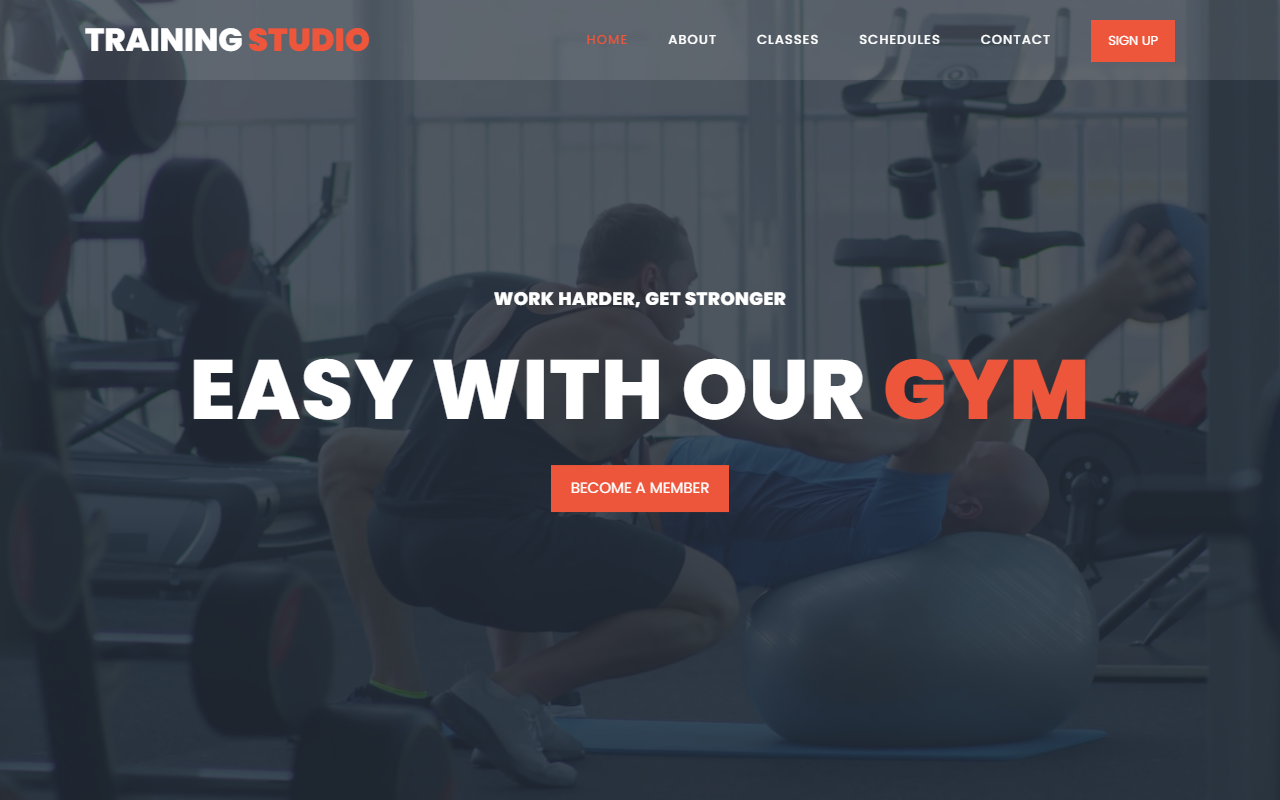 TRAINING STUDIO
HOME ABOUT CLASSES SCHEDULES CONTACT SIGN UP
WORK HARDER, GET STRONGER
EASY WITH OUR GYM
BECOME A MEMBER